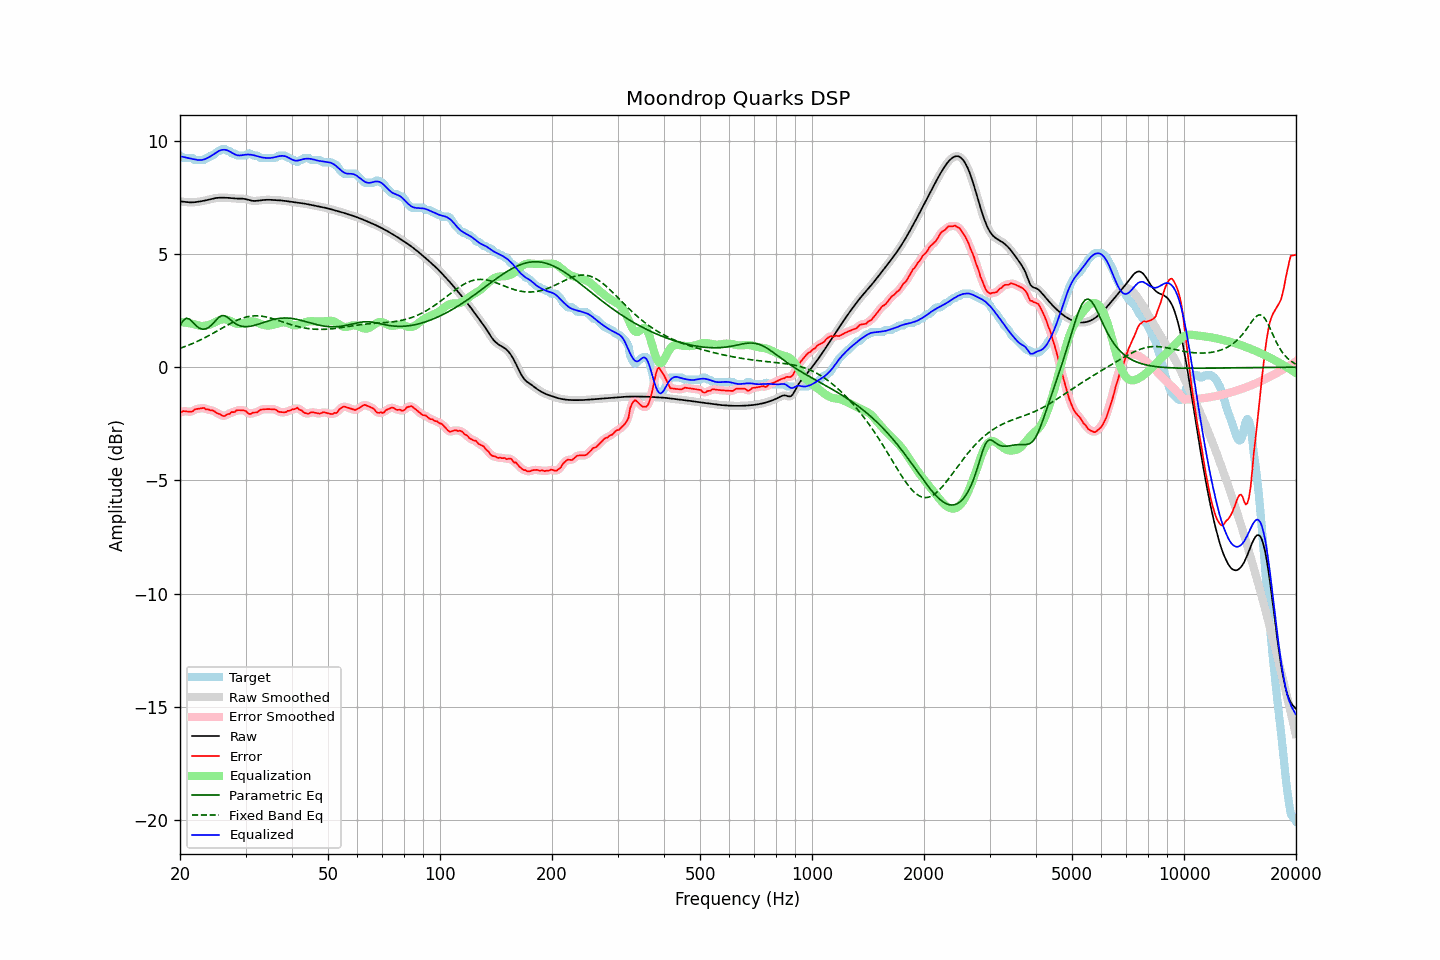 Moondrop Quarks DSP
10
5
0
−5
−10
−15
−20
Amplitude (dBr)
Target
Raw Smoothed
Error Smoothed
Raw
Error
Equalization
Parametric Eq
Fixed Band Eq
Equalized
20 50 100 200 500 1000 2000 5000 10000 20000
Frequency (Hz)